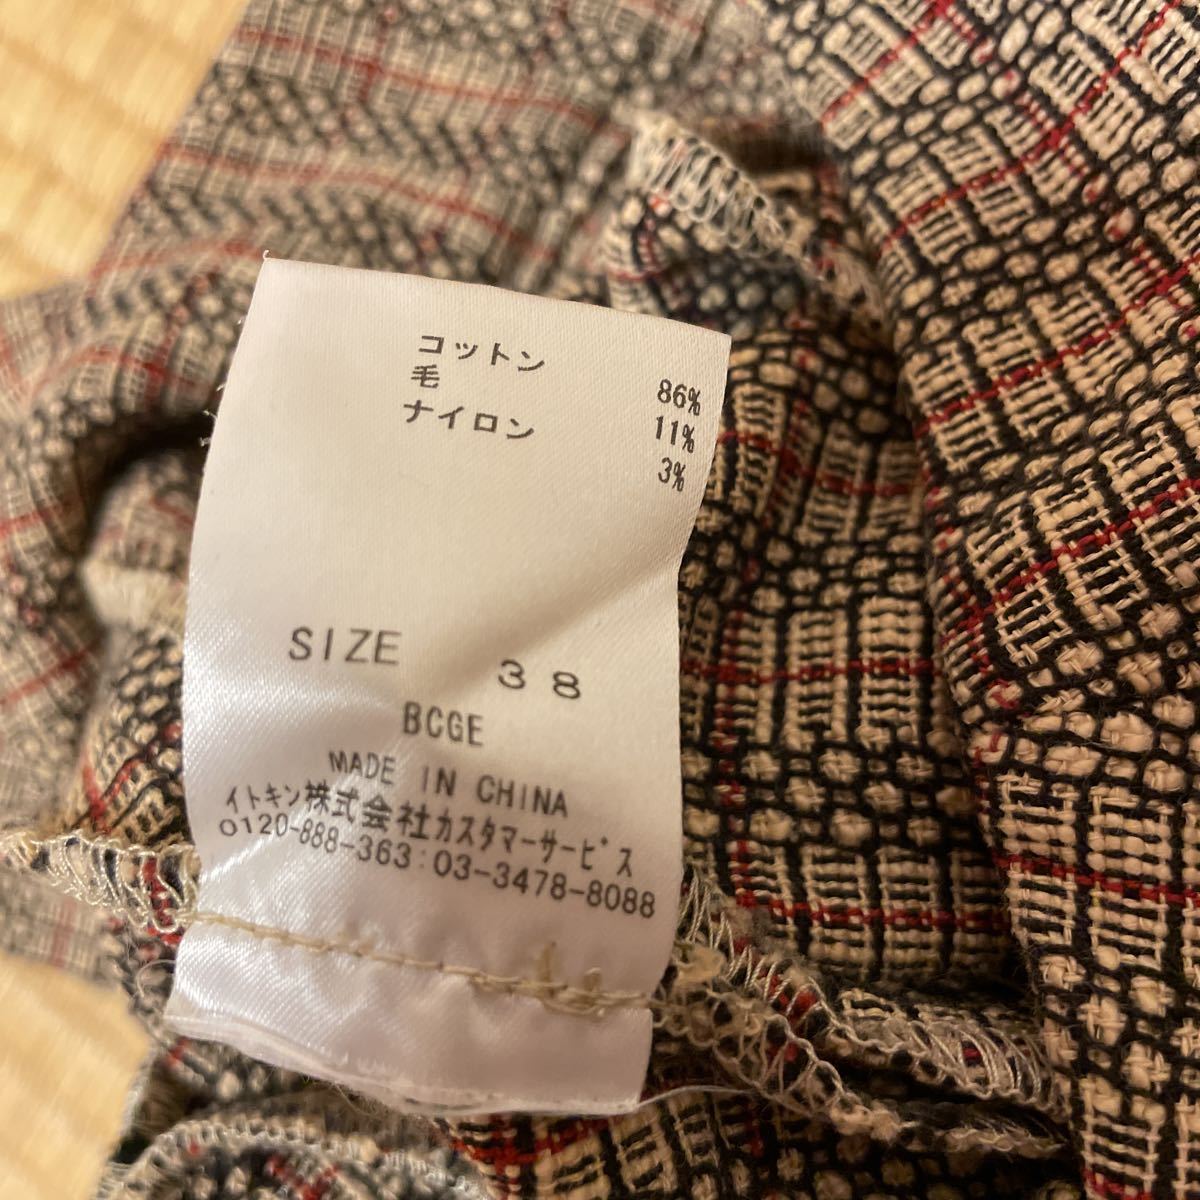 コットン 86%
毛 11%
ナイロン 3%
SIZE 38
BCGE
MADE IN CHINA
イトキン株式会社カスタマーサービス
0120-888-363:03-3478-8088